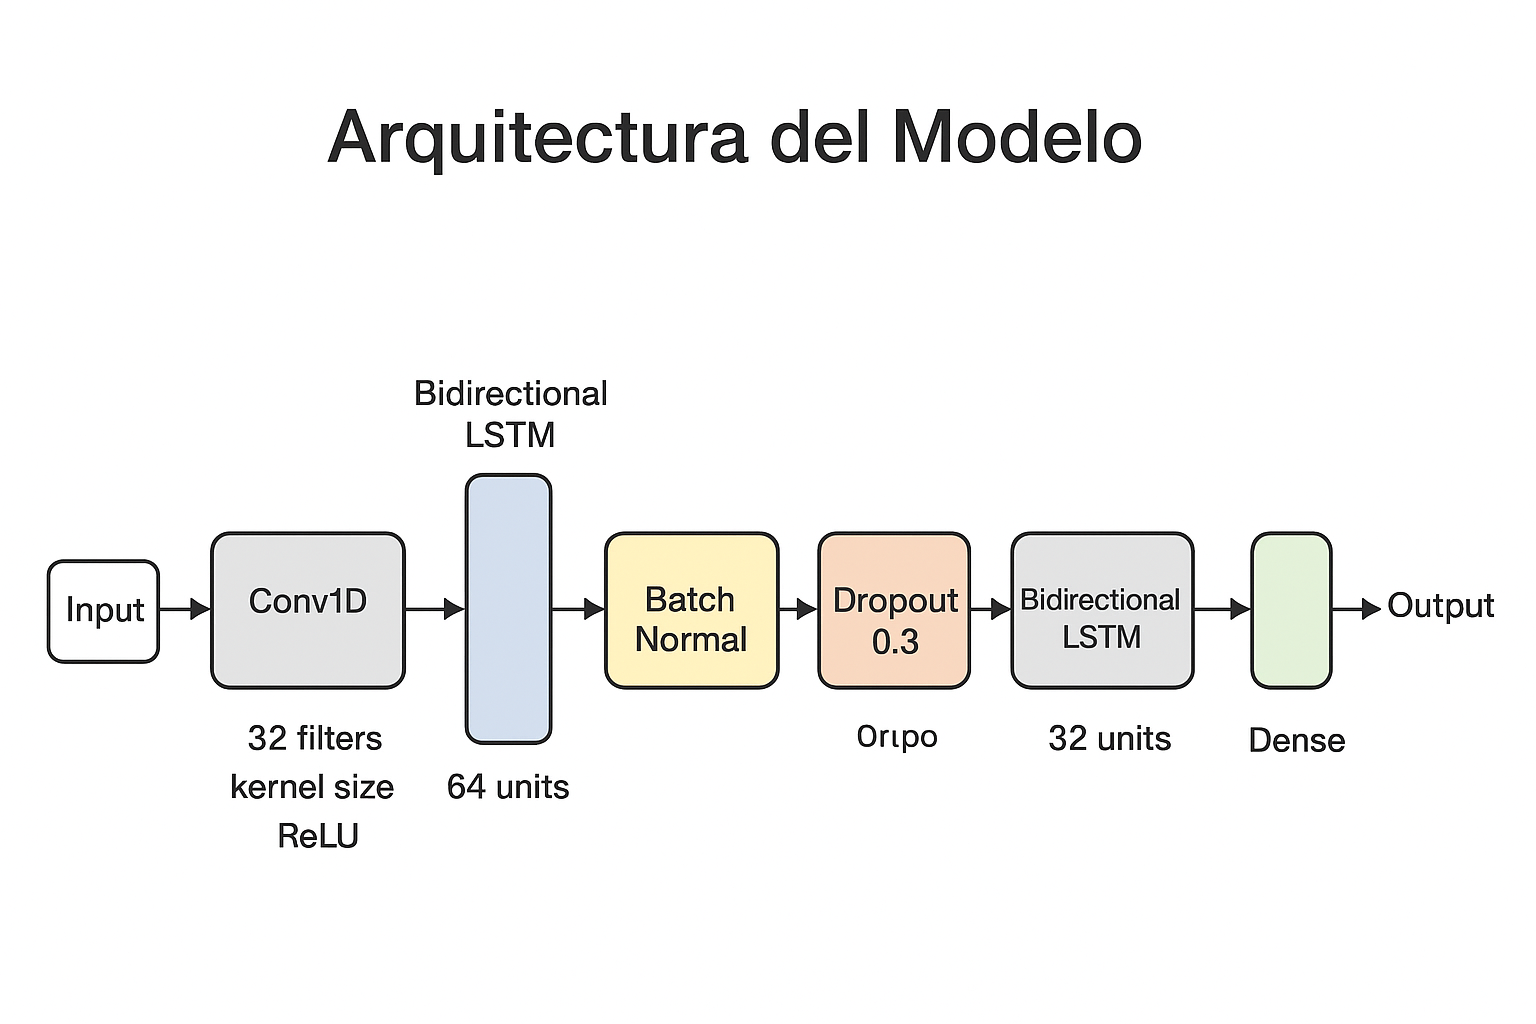 Arquitectura del Modelo
Input
Conv1D
32 filters
kernel size
ReLU
Bidirectional
LSTM
64 units
Batch
Normal
Dropout
0.3
Bidirectional
LSTM
32 units
Dense
Output